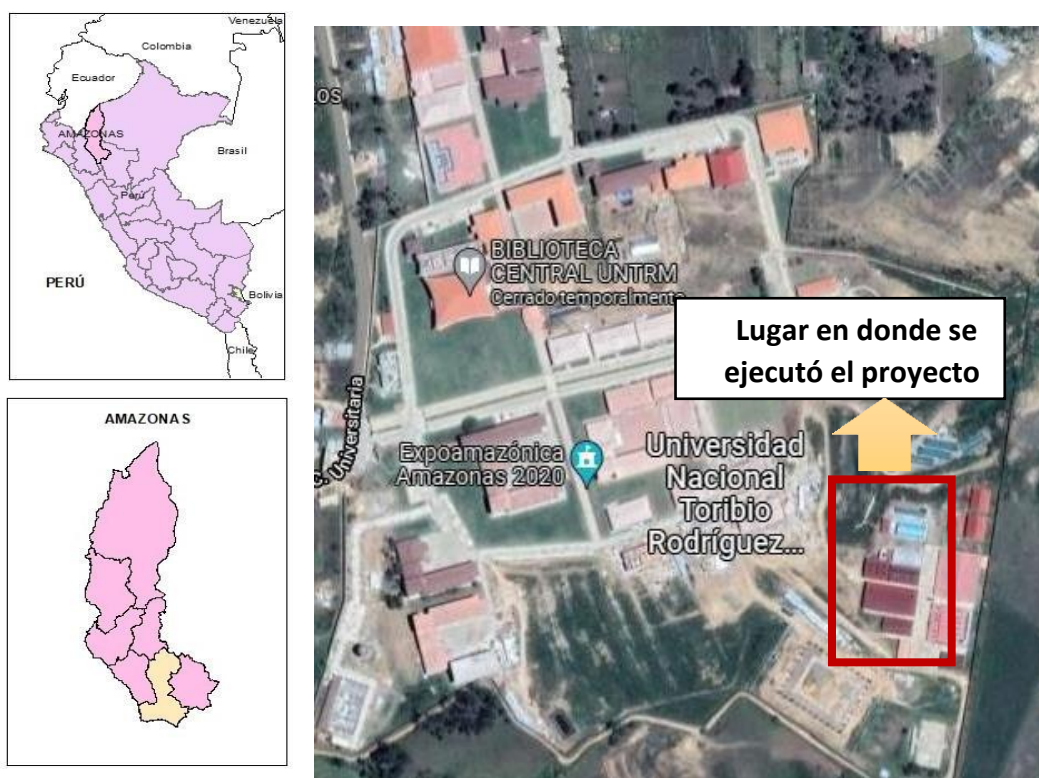 Venezuela
Colombia
Ecuador
AMAZONAS
Brasil
Perú
PERÚ
Bolivia
Chile
AMAZONAS
OS
BIBLIOTECA
CENTRAL UNTRM
Cerrado temporalmente
Lugar en donde se
ejecutó el proyecto
C. Universitaria
Expoamazónica
Amazonas 2020
Universidad
Nacional
Toribio
Rodríguez...